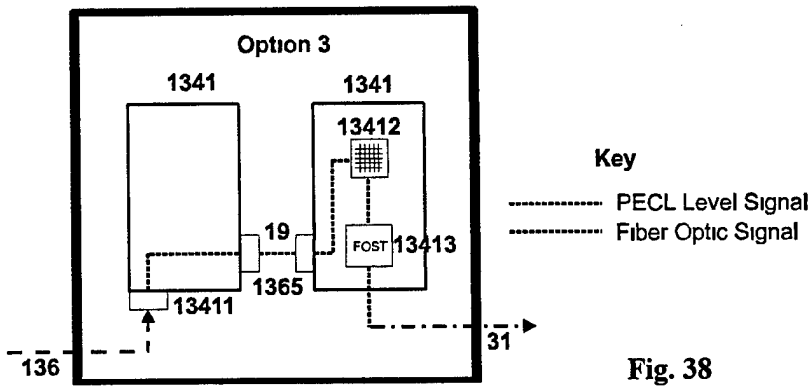 Option 3
1341
1341
13412
Key
PECL Level Signal
Fiber Optic Signal
19
FOST
13413
1365
13411
136
31
Fig. 38